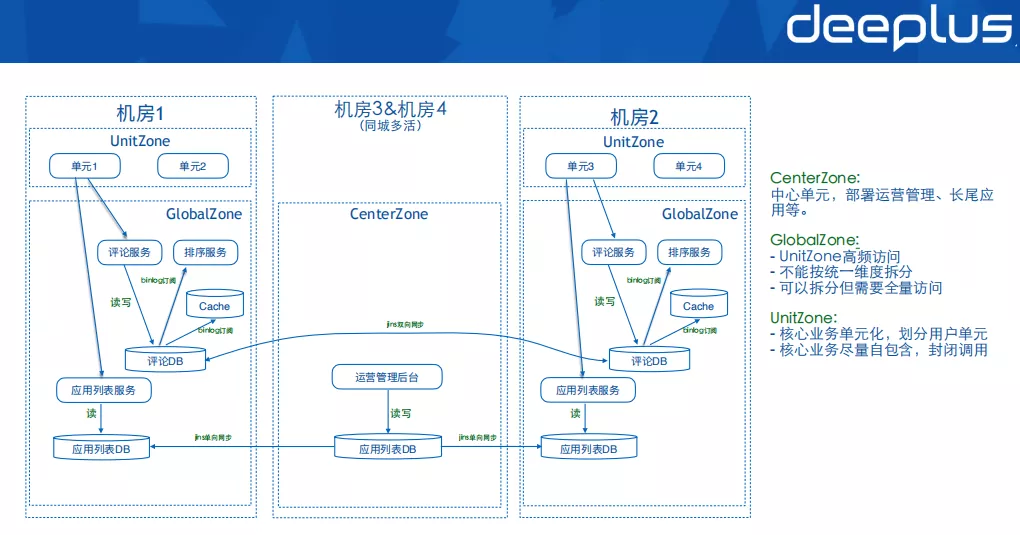 deeplus
机房1
UnitZone
单元1
单元2
GlobalZone
评论服务
排序服务
binlog订阅
读写
Cache
binlog订阅
评论DB
应用列表服务
读
应用列表DB
机房3&机房4
(同城多活)
CenterZone
jins双向同步
运营管理后台
读写
jins单向同步
应用列表DB
jins单向同步
机房2
UnitZone
单元3
单元4
GlobalZone
评论服务
排序服务
binlog订阅
读写
Cache
binlog订阅
评论DB
应用列表服务
读
应用列表DB
CenterZone:
中心单元，部署运营管理、长尾应
用等。
GlobalZone:
- UnitZone高频访问
- 不能按统一维度拆分
- 可以拆分但需要全量访问
UnitZone:
- 核心业务单元化，划分用户单元
- 核心业务尽量自包含，封闭调用